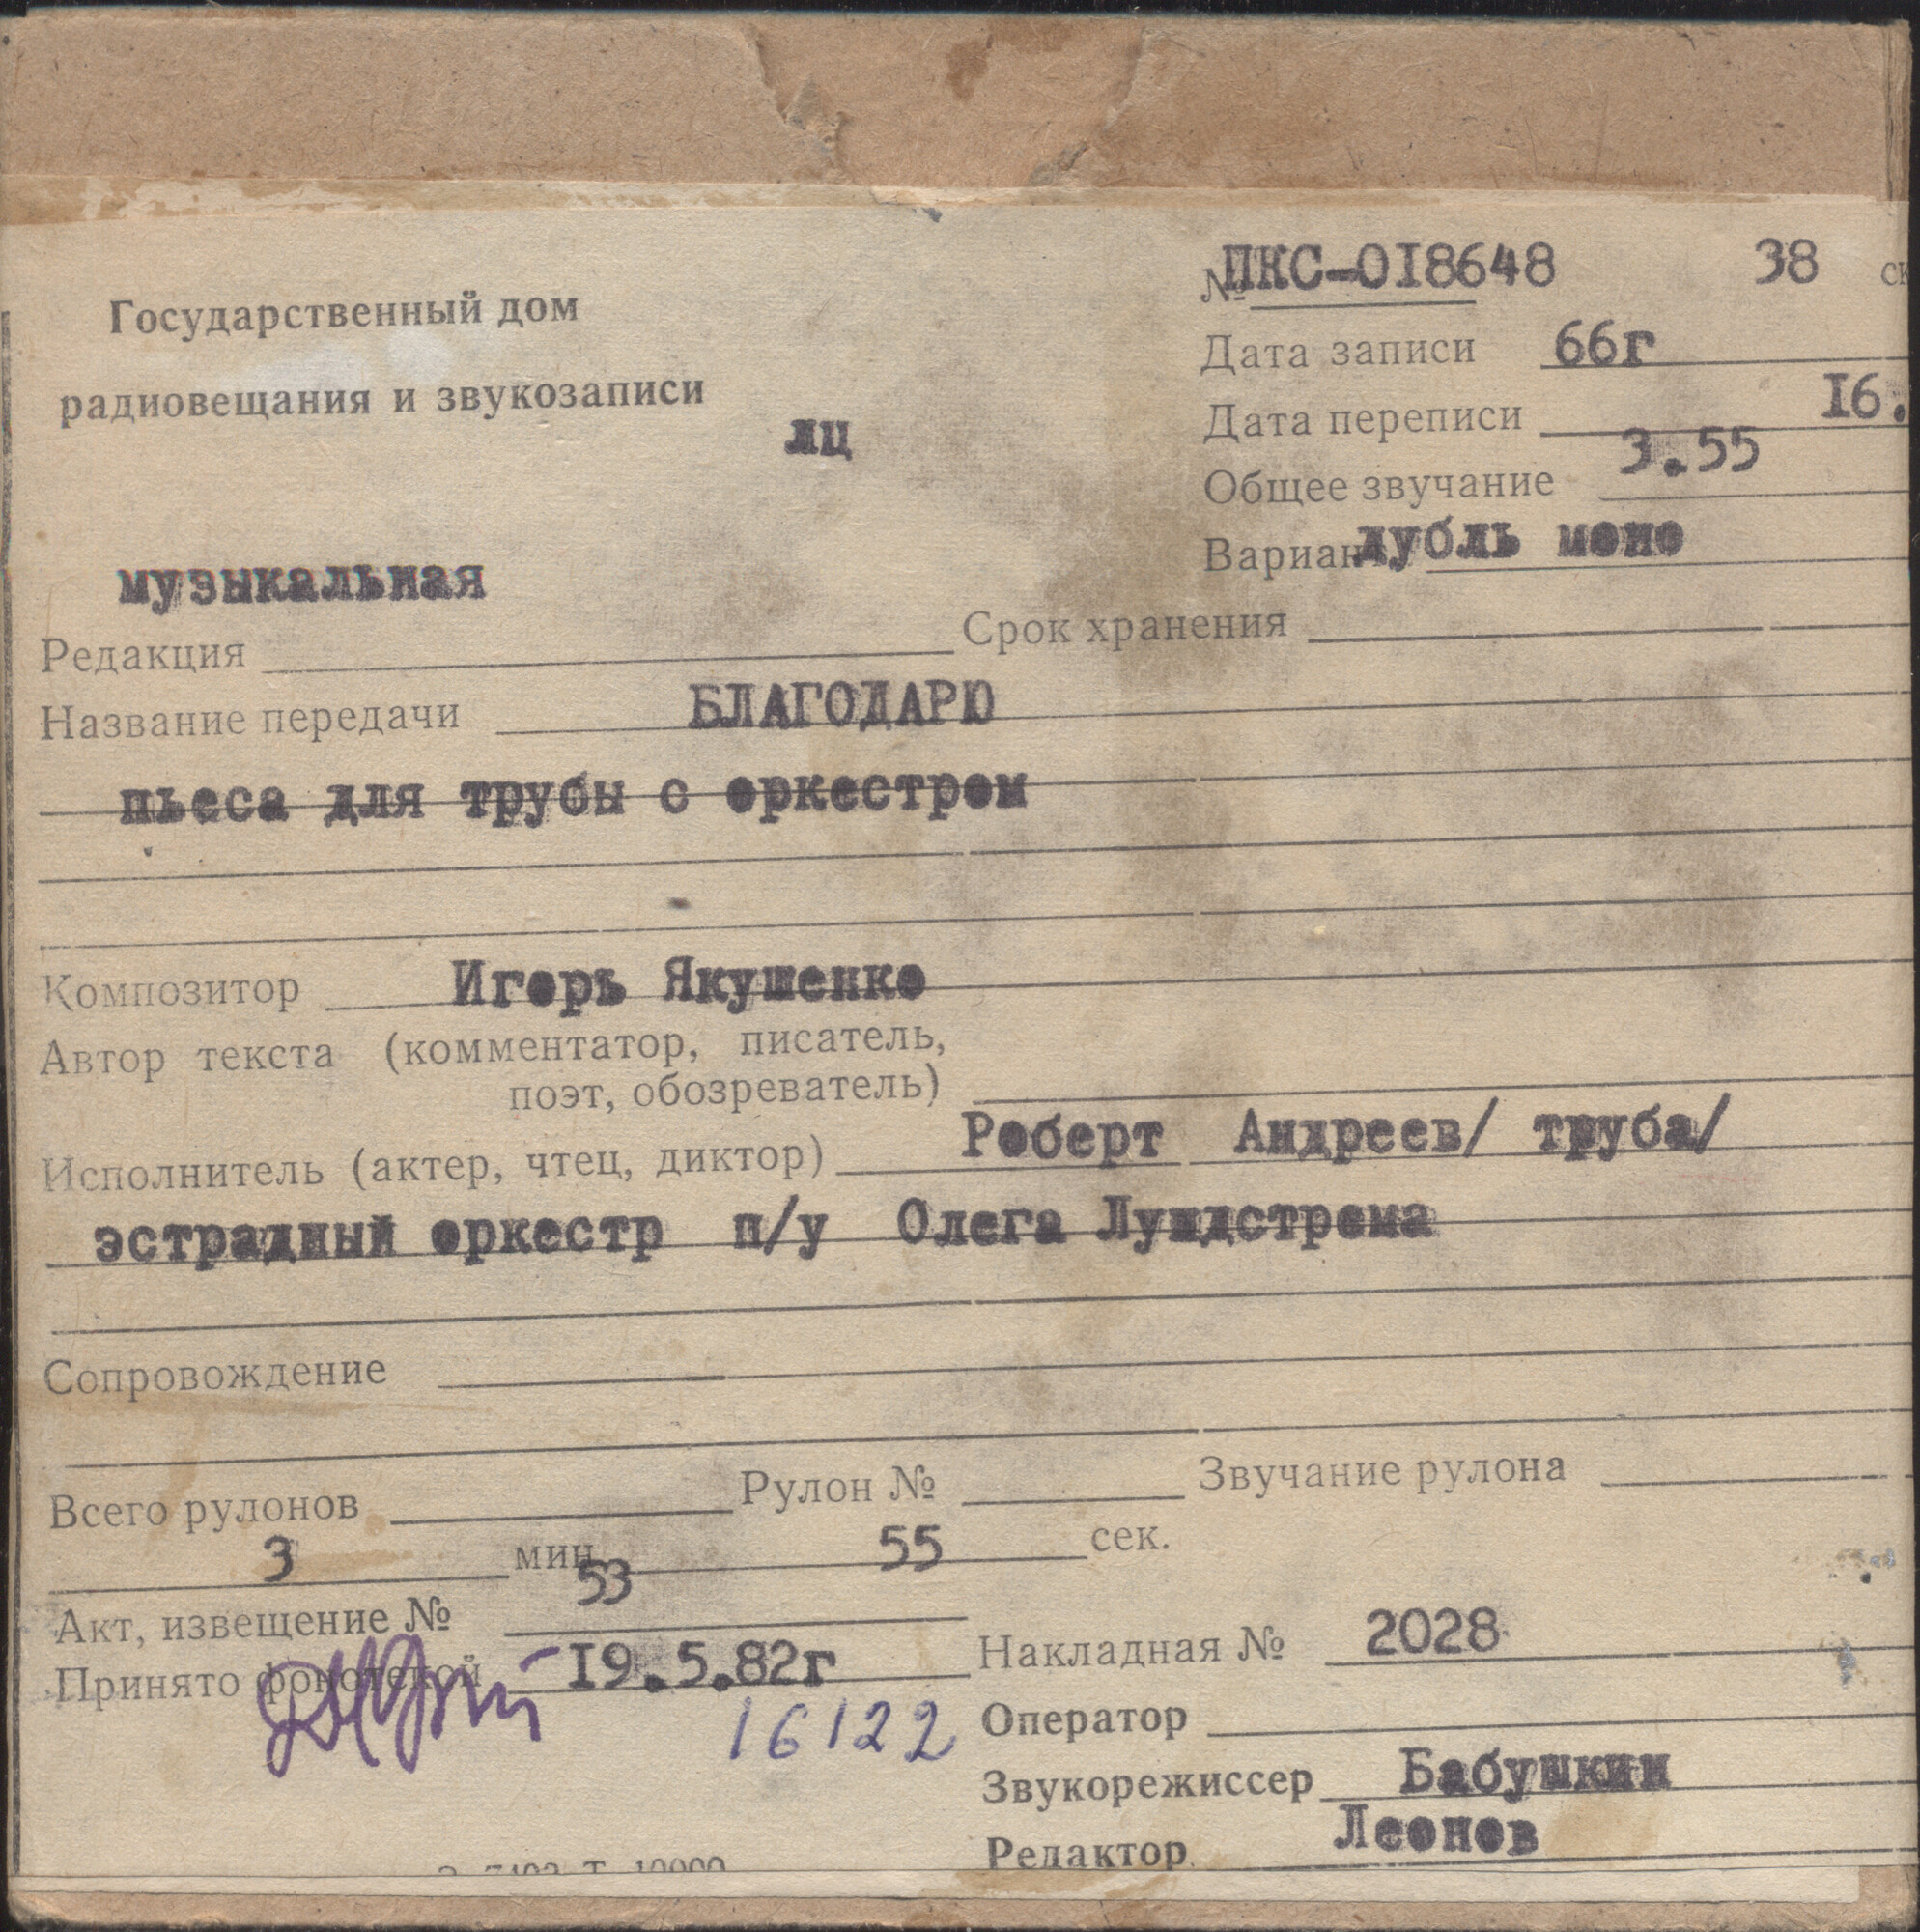 № ПКС-018648 38 ск
Государственный дом
Дата записи 66г
радиовещания и звукозаписи
Дата переписи 16.
лц
Общее звучание 3.55
Вариант дубль моно
музыкальная
Редакция Срок хранения
Название передачи БЛАГОДАРЮ
пьеса для трубы с оркестром
Композитор Игорь Якушенко
Автор текста (комментатор, писатель,
поэт, обозреватель)
Исполнитель (актер, чтец, диктор) Роберт Андреев/ труба/
эстрадный оркестр п/у Олега Лундстрема
Сопровождение
Всего рулонов Рулон № Звучание рулона
3 мин 55 сек.
Акт, извещение № 53
Накладная № 2028
Принято фонотекой 19.5.82г
16122
Оператор
Звукорежиссер Бабушкин
Редактор Леонов